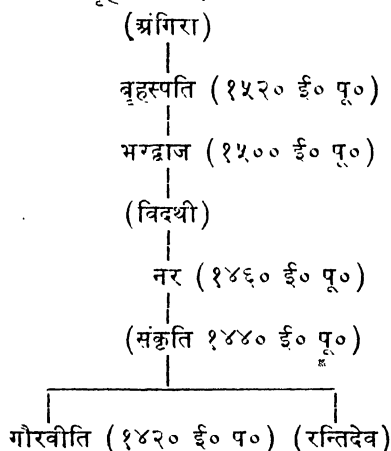 (अंगिरा)
बृहस्पति (१५२० ई० पू०)
भरद्वाज (१५०० ई० पू०)
(विदथी)
नर (१४६० ई० पू०)
(संकृति १४४० ई० पू०)
गौरवीति (१४२० ई० प०) (रन्तिदेव)